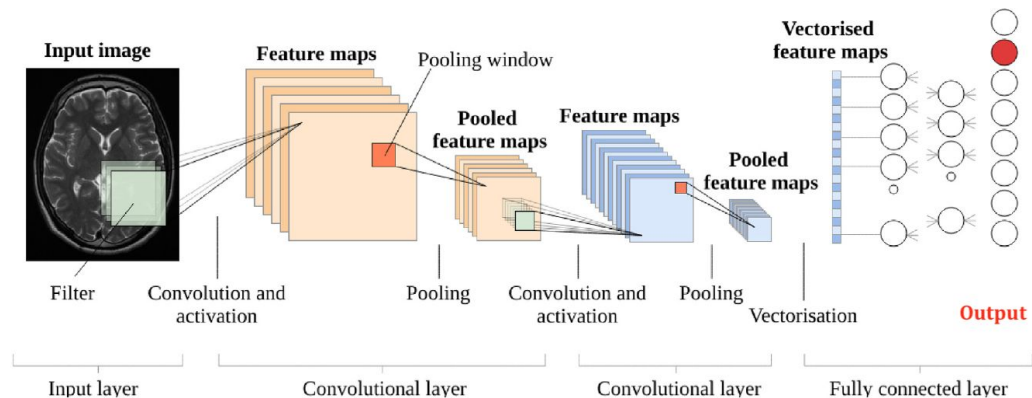 Input image
Feature maps
Pooling window
Pooled
feature maps
Feature maps
Pooled
feature maps
Vectorised
feature maps
Filter
Convolution and
activation
Pooling
Convolution and
activation
Pooling
Vectorisation
Output
Input layer
Convolutional layer
Convolutional layer
Fully connected layer